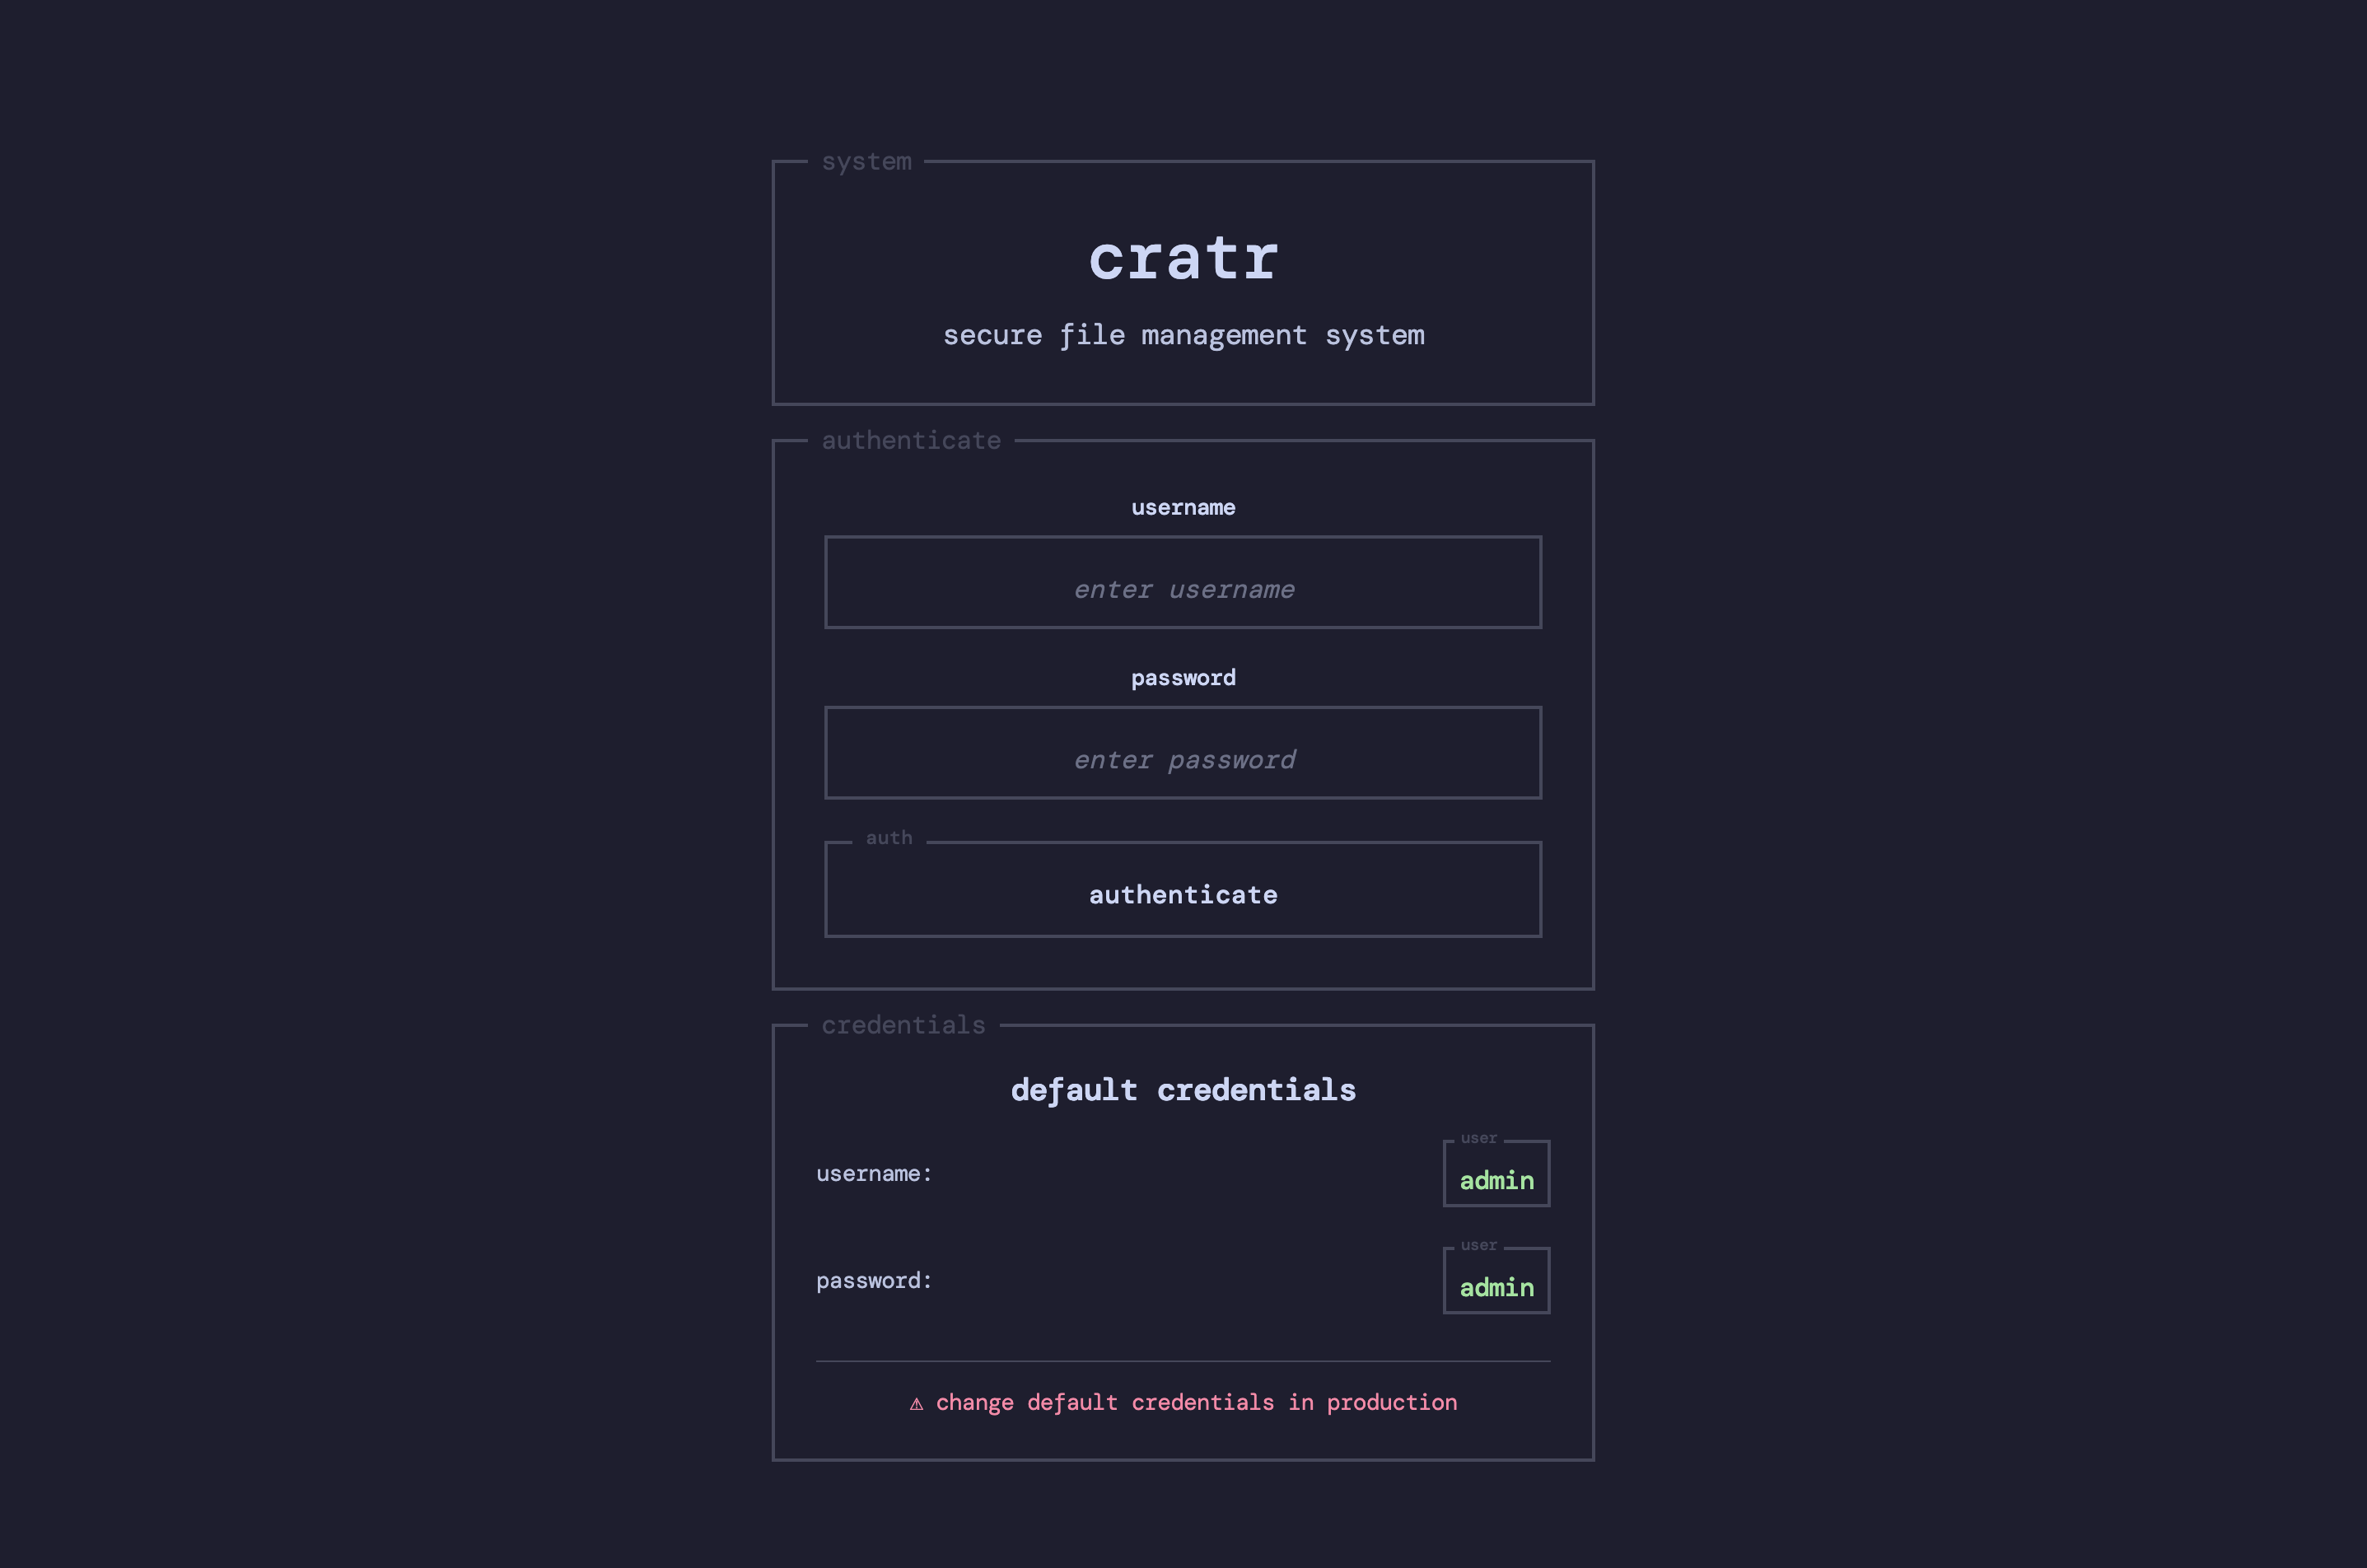 system
cratr
secure file management system
authenticate
username
enter username
password
enter password
auth
authenticate
credentials
default credentials
user
username: admin
user
password: admin
⚠ change default credentials in production